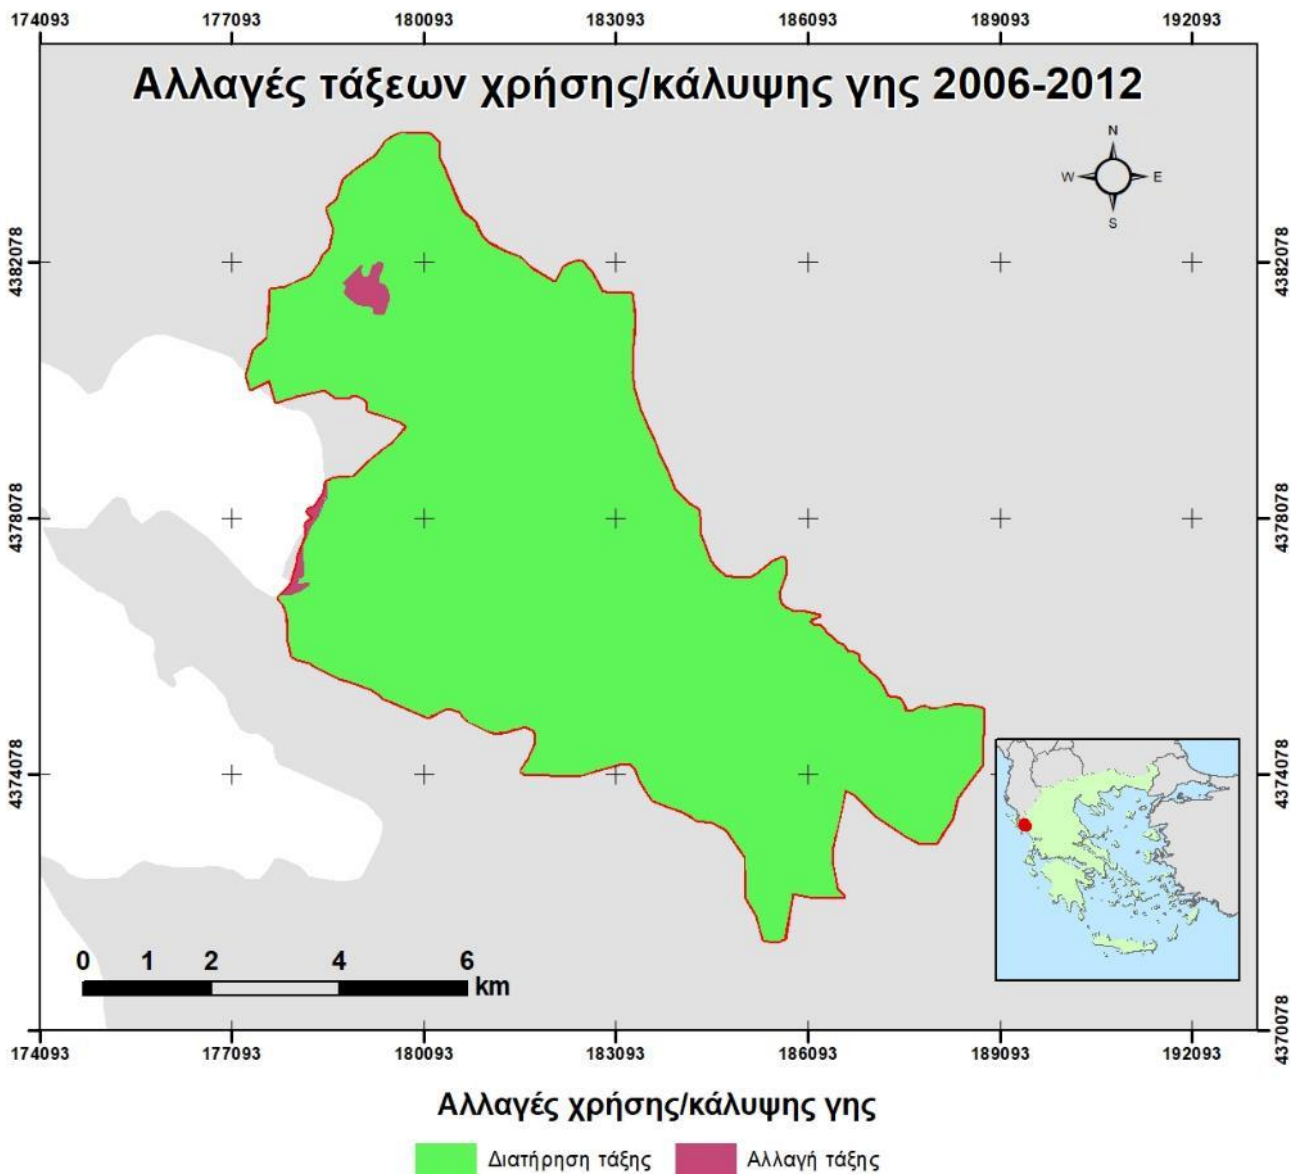 174093 177093 180093 183093 186093 189093 192093
Αλλαγές τάξεων χρήσης/κάλυψης γης 2006-2012
N
W E
S
4382078 4382078
4378078 4378078
4374078 4374078
0 1 2 4 6
km
4370078
174093 177093 180093 183093 186093 189093 192093
Αλλαγές χρήσης/κάλυψης γης
Διατήρηση τάξης Αλλαγή τάξης